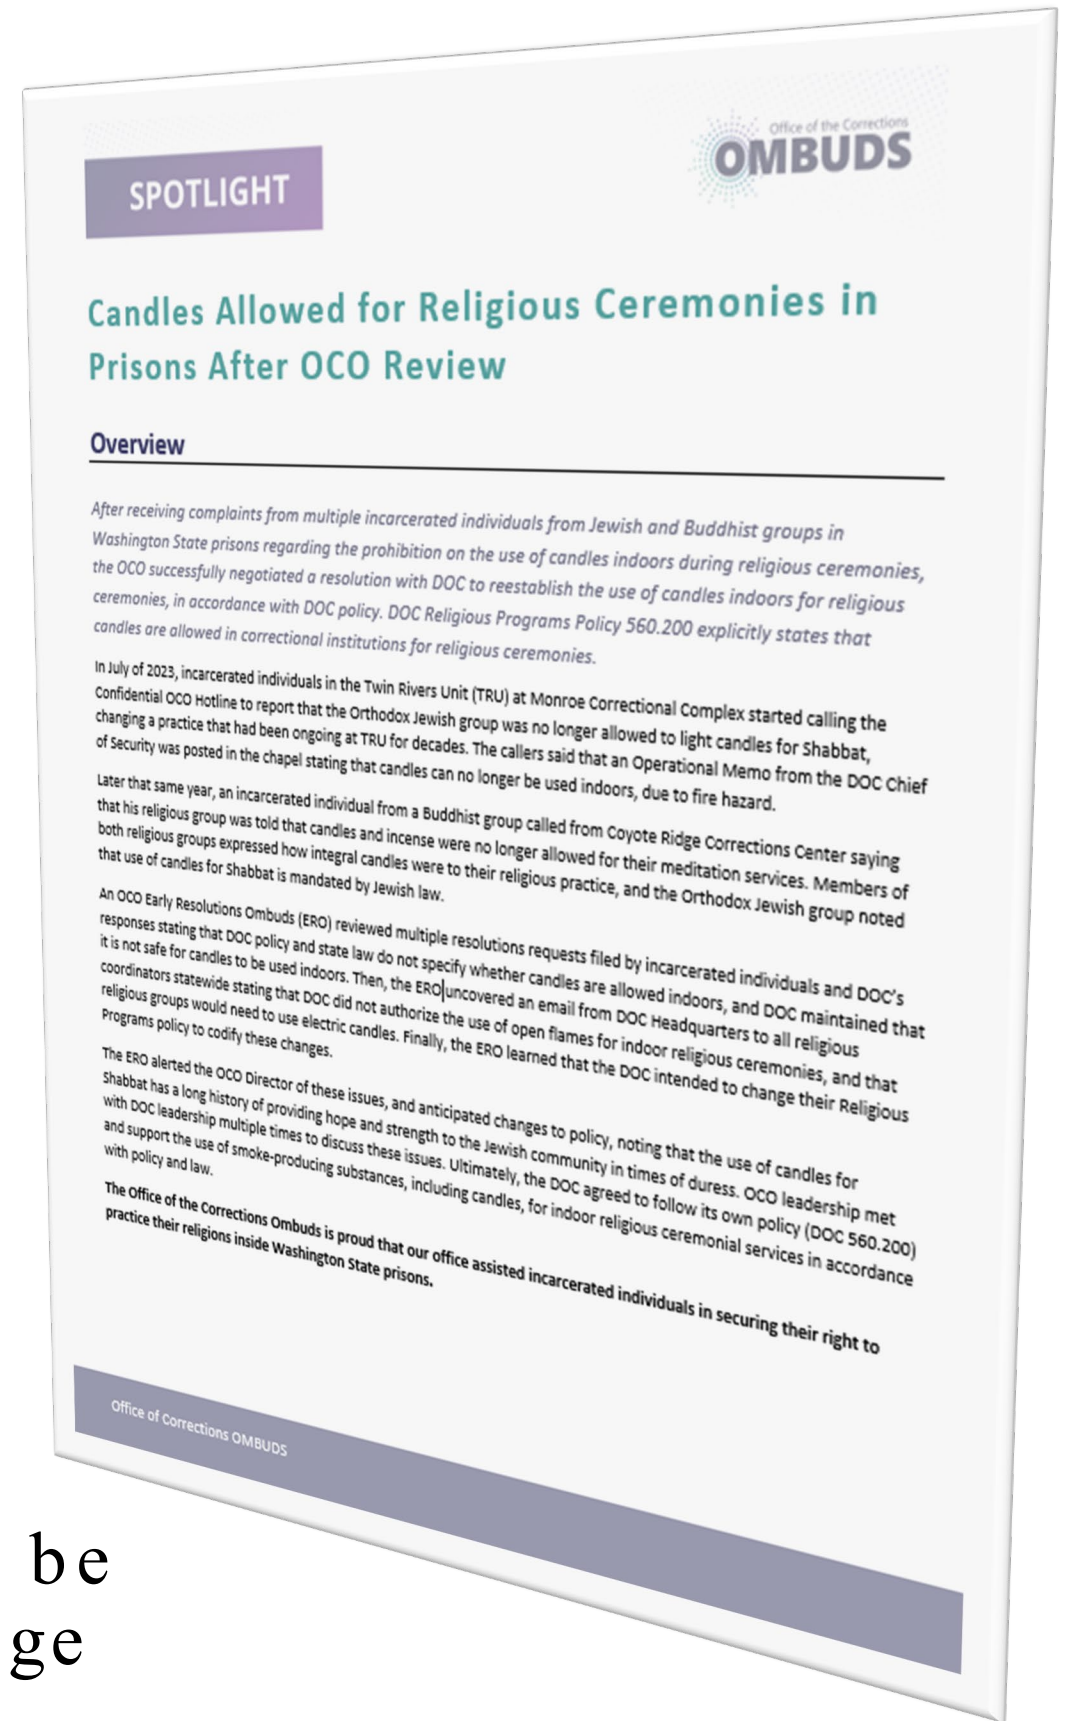 SPOTLIGHT
Office of the Corrections
OMBUDS
Candles Allowed for Religious Ceremonies in
Prisons After OCO Review
Overview
After receiving complaints from multiple incarcerated individuals from Jewish and Buddhist groups in
Washington State prisons regarding the prohibition on the use of candles indoors during religious ceremonies,
the OCO successfully negotiated a resolution with DOC to reestablish the use of candles indoors for religious
ceremonies, in accordance with DOC policy. DOC Religious Programs Policy 560.200 explicitly states that
candles are allowed in correctional institutions for religious ceremonies.
In July of 2023, incarcerated individuals in the Twin Rivers Unit (TRU) at Monroe Correctional Complex started calling the
Confidential OCO Hotline to report that the Orthodox Jewish group was no longer allowed to light candles for Shabbat,
changing a practice that had been ongoing at TRU for decades. The callers said that an Operational Memo from the DOC Chief
of Security was posted in the chapel stating that candles can no longer be used indoors, due to fire hazard.
Later that same year, an incarcerated individual from a Buddhist group called from Coyote Ridge Corrections Center saying
that his religious group was told that candles and incense were no longer allowed for their meditation services. Members of
both religious groups expressed how integral candles were to their religious practice, and the Orthodox Jewish group noted
that use of candles for Shabbat is mandated by Jewish law.
An OCO Early Resolutions Ombuds (ERO) reviewed multiple resolutions requests filed by incarcerated individuals and DOC's
responses stating that DOC policy and state law do not specify whether candles are allowed indoors, and DOC maintained that
it is not safe for candles to be used indoors. Then, the ERO uncovered an email from DOC Headquarters to all religious
coordinators statewide stating that DOC did not authorize the use of open flames for indoor religious ceremonies, and that
religious groups would need to use electric candles. Finally, the ERO learned that the DOC intended to change their Religious
Programs policy to codify these changes.
The ERO alerted the OCO Director of these issues, and anticipated changes to policy, noting that the use of candles for
Shabbat has a long history of providing hope and strength to the Jewish community in times of duress. OCO leadership met
with DOC leadership multiple times to discuss these issues. Ultimately, the DOC agreed to follow its own policy (DOC 560.200)
and support the use of smoke-producing substances, including candles, for indoor religious ceremonial services in accordance
with policy and law.
The Office of the Corrections Ombuds is proud that our office assisted incarcerated individuals in securing their right to
practice their religions inside Washington State prisons.
Office of Corrections OMBUDS
be
ge